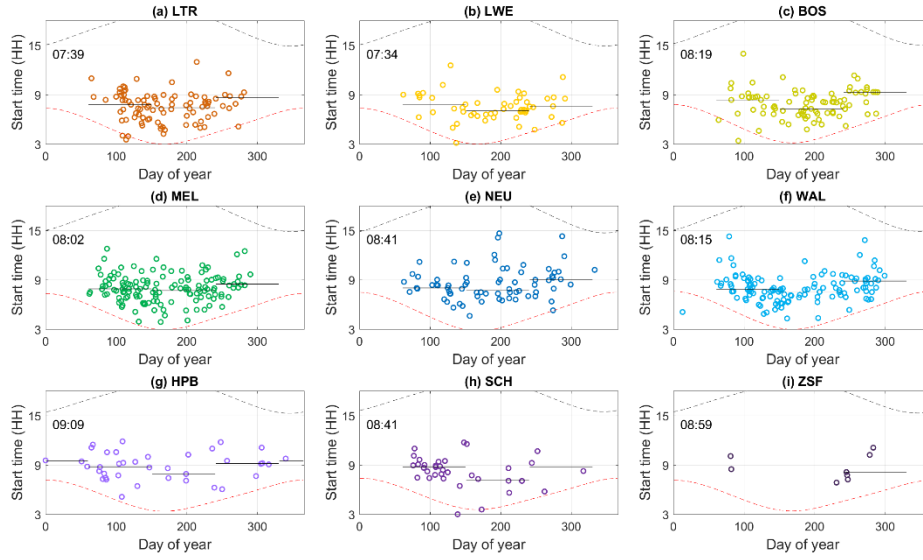 (a) LTR
(b) LWE
(c) BOS
Start time (HH)
15
9
3
07:39
0
100
200
300
Day of year
Start time (HH)
15
9
3
07:34
0
100
200
300
Day of year
Start time (HH)
15
9
3
08:19
0
100
200
300
Day of year
(d) MEL
(e) NEU
(f) WAL
Start time (HH)
15
9
3
08:02
0
100
200
300
Day of year
Start time (HH)
15
9
3
08:41
0
100
200
300
Day of year
Start time (HH)
15
9
3
08:15
0
100
200
300
Day of year
(g) HPB
(h) SCH
(i) ZSF
Start time (HH)
15
9
3
09:09
0
100
200
300
Day of year
Start time (HH)
15
9
3
08:41
0
100
200
300
Day of year
Start time (HH)
15
9
3
08:59
0
100
200
300
Day of year